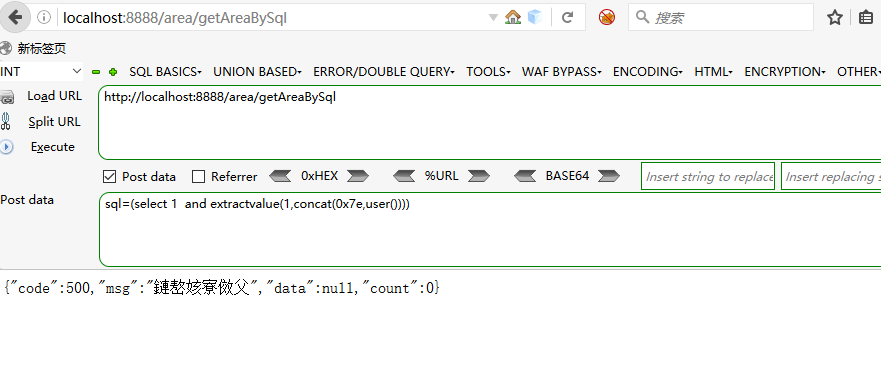 localhost:8888/area/getAreaBySql
搜索
新标签页
INT SQL BASICS UNION BASED ERROR/DOUBLE QUERY TOOLS WAF BYPASS ENCODING HTML ENCRYPTION OTHER
Load URL
http://localhost:8888/area/getAreaBySql
Split URL
Execute
Post data Referrer 0xHEX %URL BASE64 Insert string to replace Insert replacing s
Post data
sql=(select 1 and extractvalue(1,concat(0x7e,user())))
{"code":500,"msg":"鏈嶅姟寮傚父","data":null,"count":0}